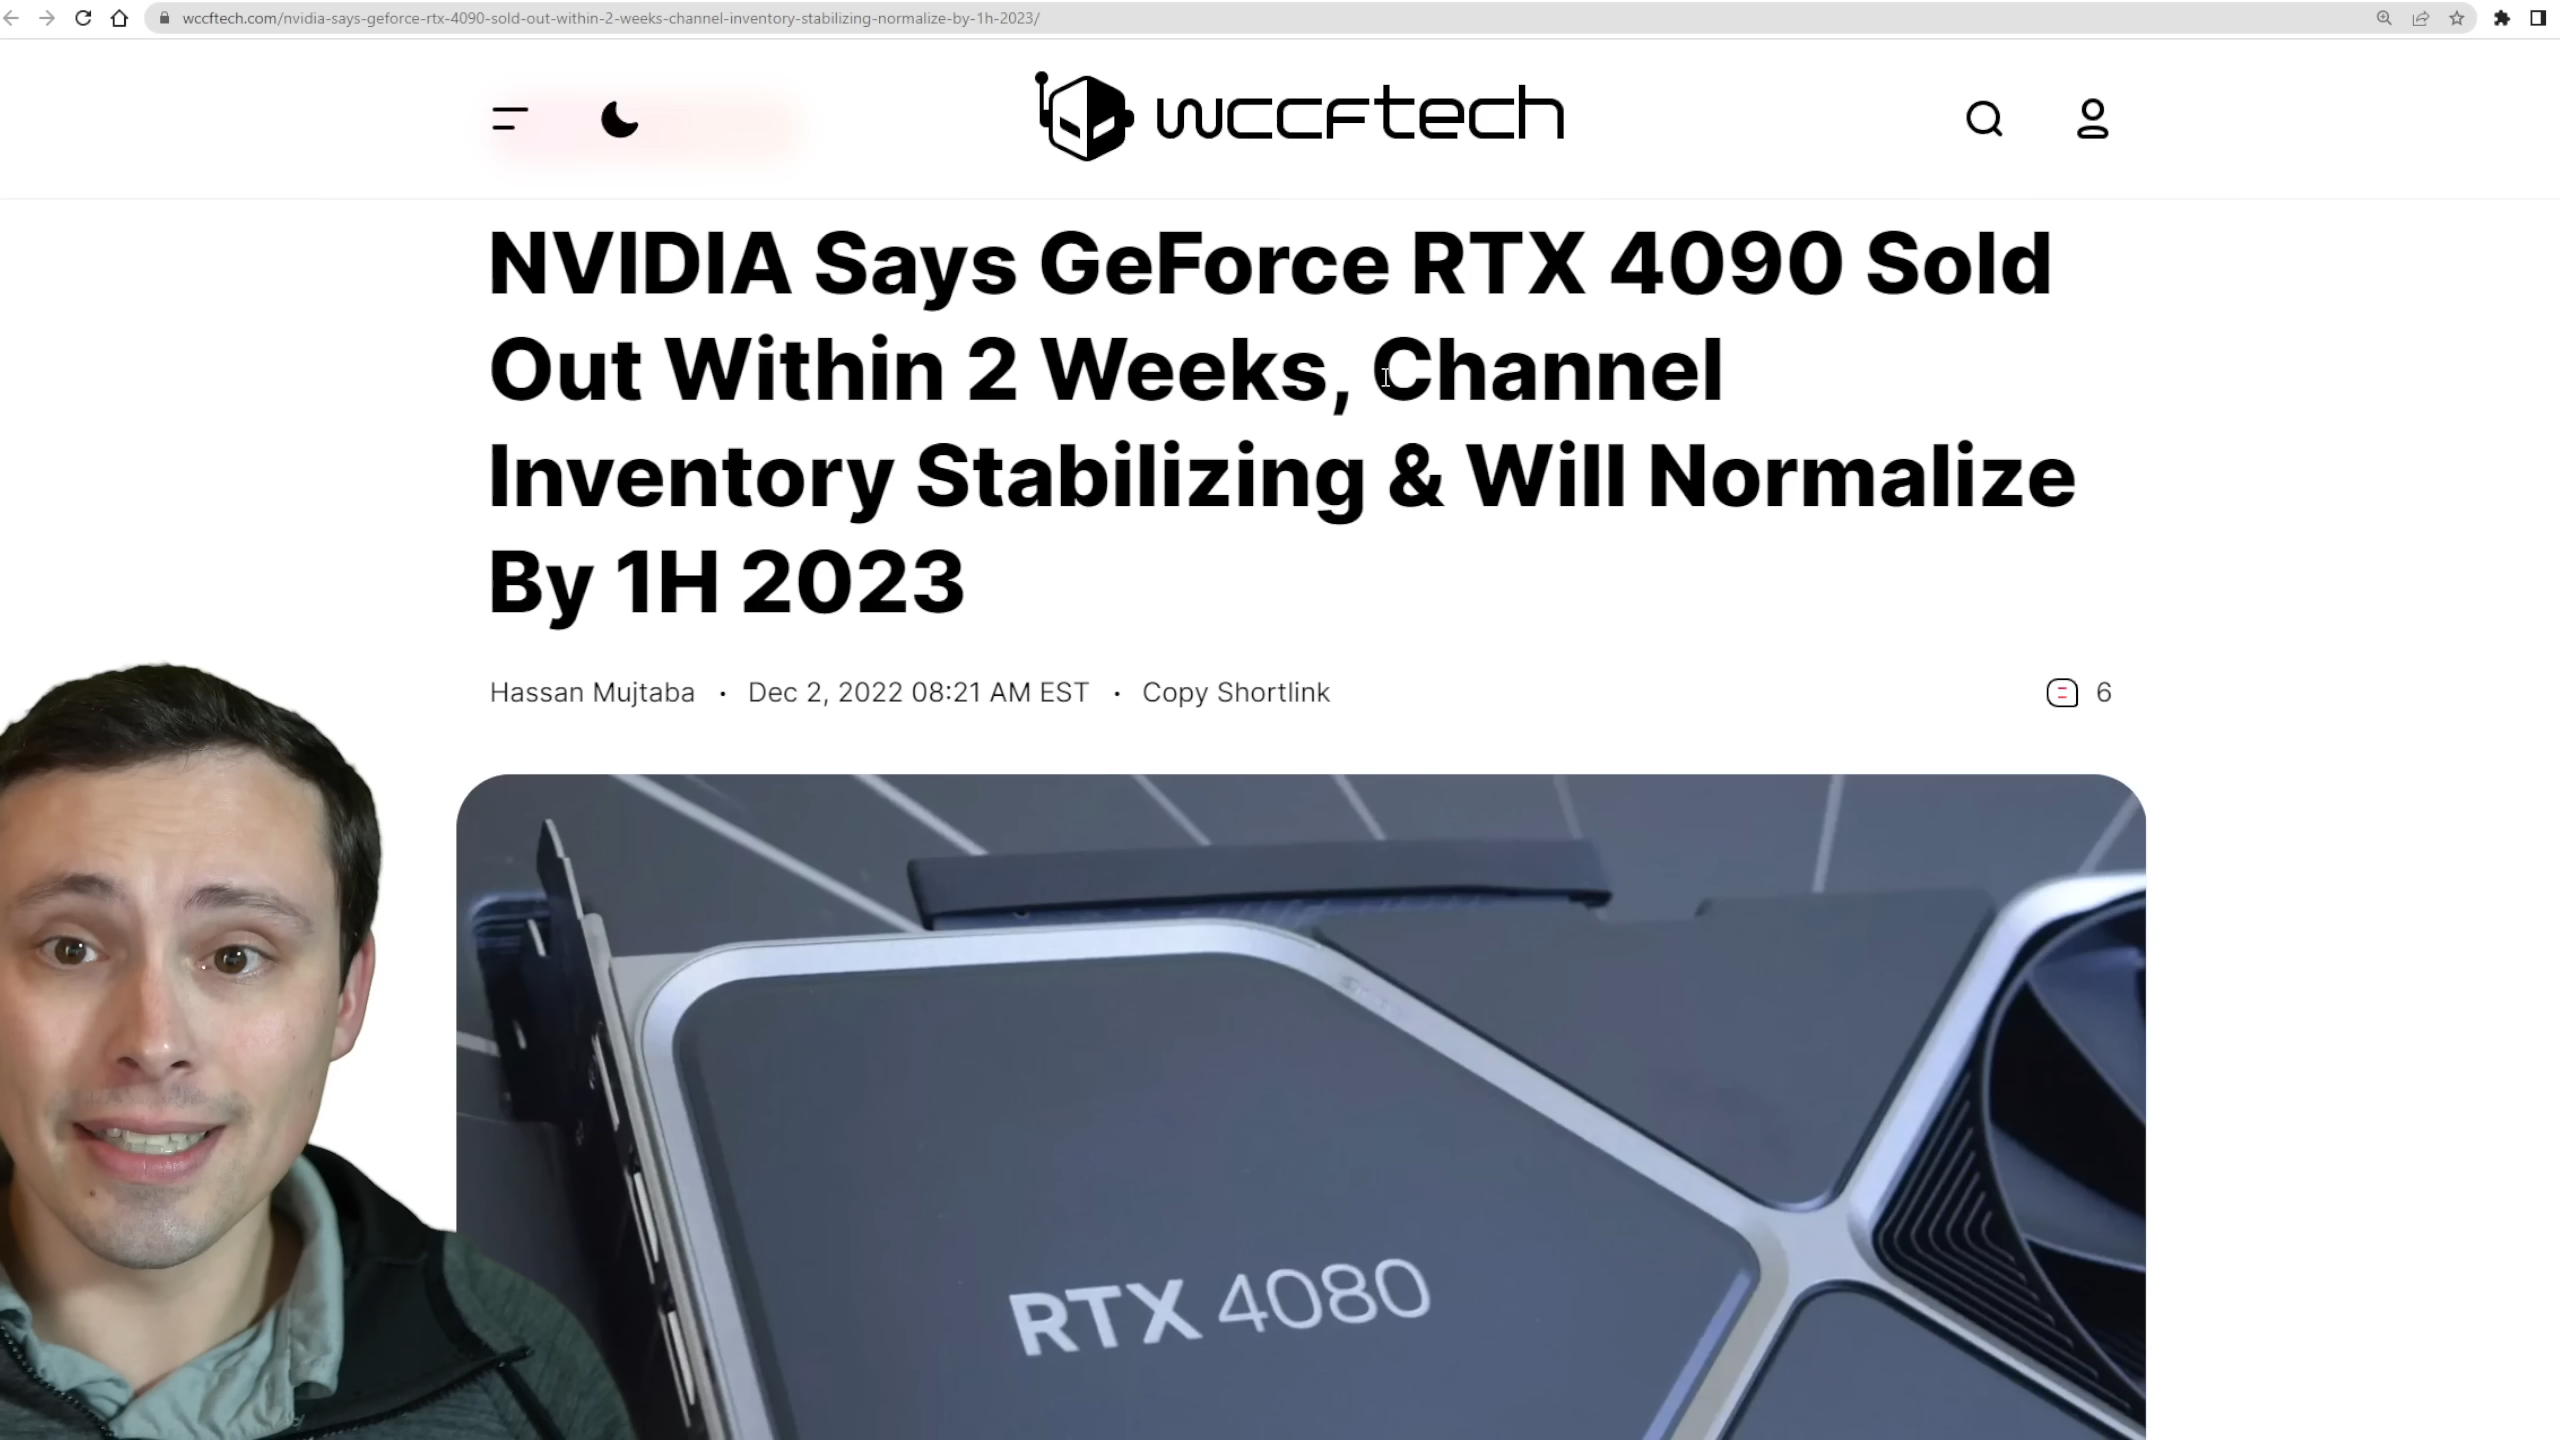 wccftech.com/nvidia-says-geforce-rtx-4090-sold-out-within-2-weeks-channel-inventory-stabilizing-normalize-by-1h-2023/
wccftech
NVIDIA Says GeForce RTX 4090 Sold
Out Within 2 Weeks, Channel
Inventory Stabilizing & Will Normalize
By 1H 2023
Hassan Mujtaba • Dec 2, 2022 08:21 AM EST • Copy Shortlink
6
RTX 4080